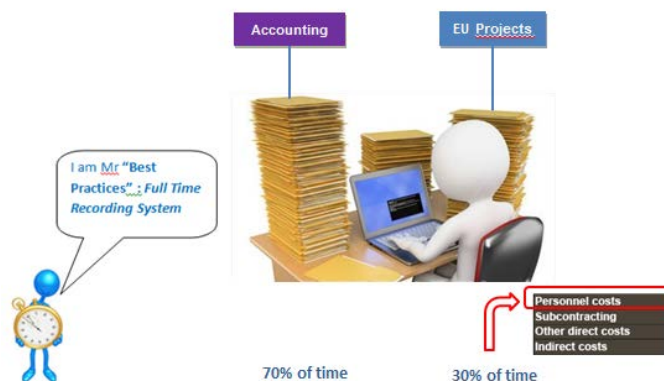 Accounting
EU Projects
I am Mr “Best
Practices” : Full Time
Recording System
Personnel costs
Subcontracting
Other direct costs
Indirect costs
70% of time
30% of time